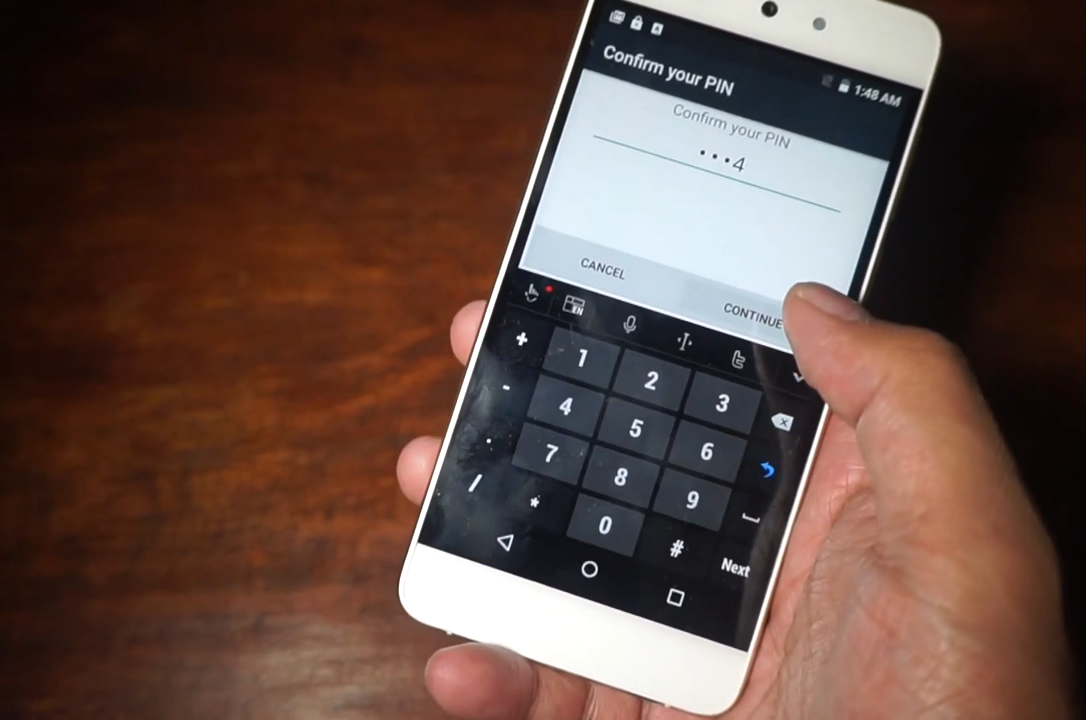 1:48 AM
Confirm your PIN
Confirm your PIN
•••4
CANCEL
CONTINUE
EN
+ 1 2 3
- 4 5 6
. 7 8 9
/ * 0 # Next